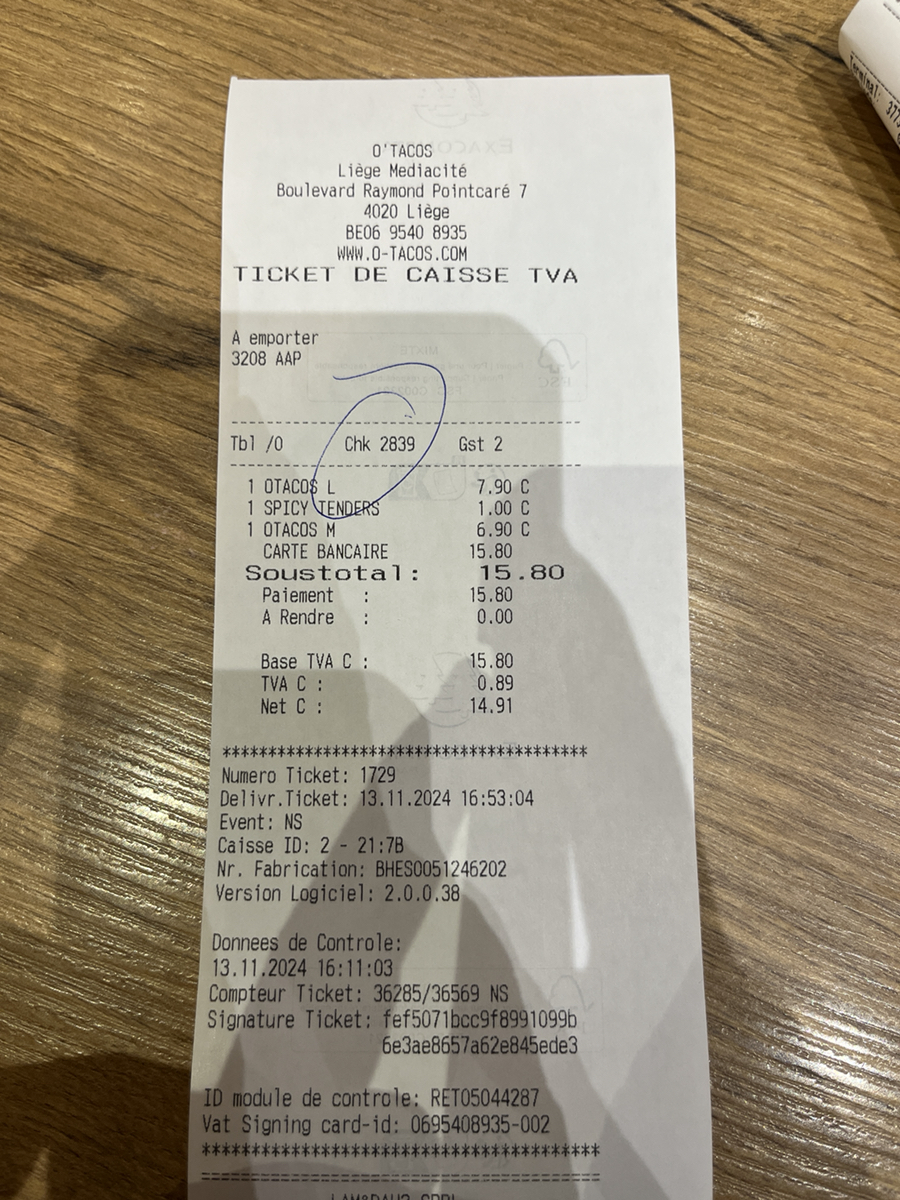 O'TACOS
Liège Mediacité
Boulevard Raymond Pointcaré 7
4020 Liège
BE06 9540 8935
WWW.O-TACOS.COM
TICKET DE CAISSE TVA
A emporter
3208 AAP
Tbl /0 Chk 2839 Gst 2
1 OTACOS L 7.90 C
1 SPICY TENDERS 1.00 C
1 OTACOS M 6.90 C
CARTE BANCAIRE 15.80
Soustotal: 15.80
Paiement : 15.80
A Rendre : 0.00
Base TVA C : 15.80
TVA C : 0.89
Net C : 14.91
****************************************
Numero Ticket: 1729
Delivr.Ticket: 13.11.2024 16:53:04
Event: NS
Caisse ID: 2 - 21:7B
Nr. Fabrication: BHES0051246202
Version Logiciel: 2.0.0.38
Donnees de Controle:
13.11.2024 16:11:03
Compteur Ticket: 36285/36569 NS
Signature Ticket: fef5071bcc9f8991099b
6e3ae8657a62e845ede3
ID module de controle: RET05044287
Vat Signing card-id: 0695408935-002
****************************************
Terminal: